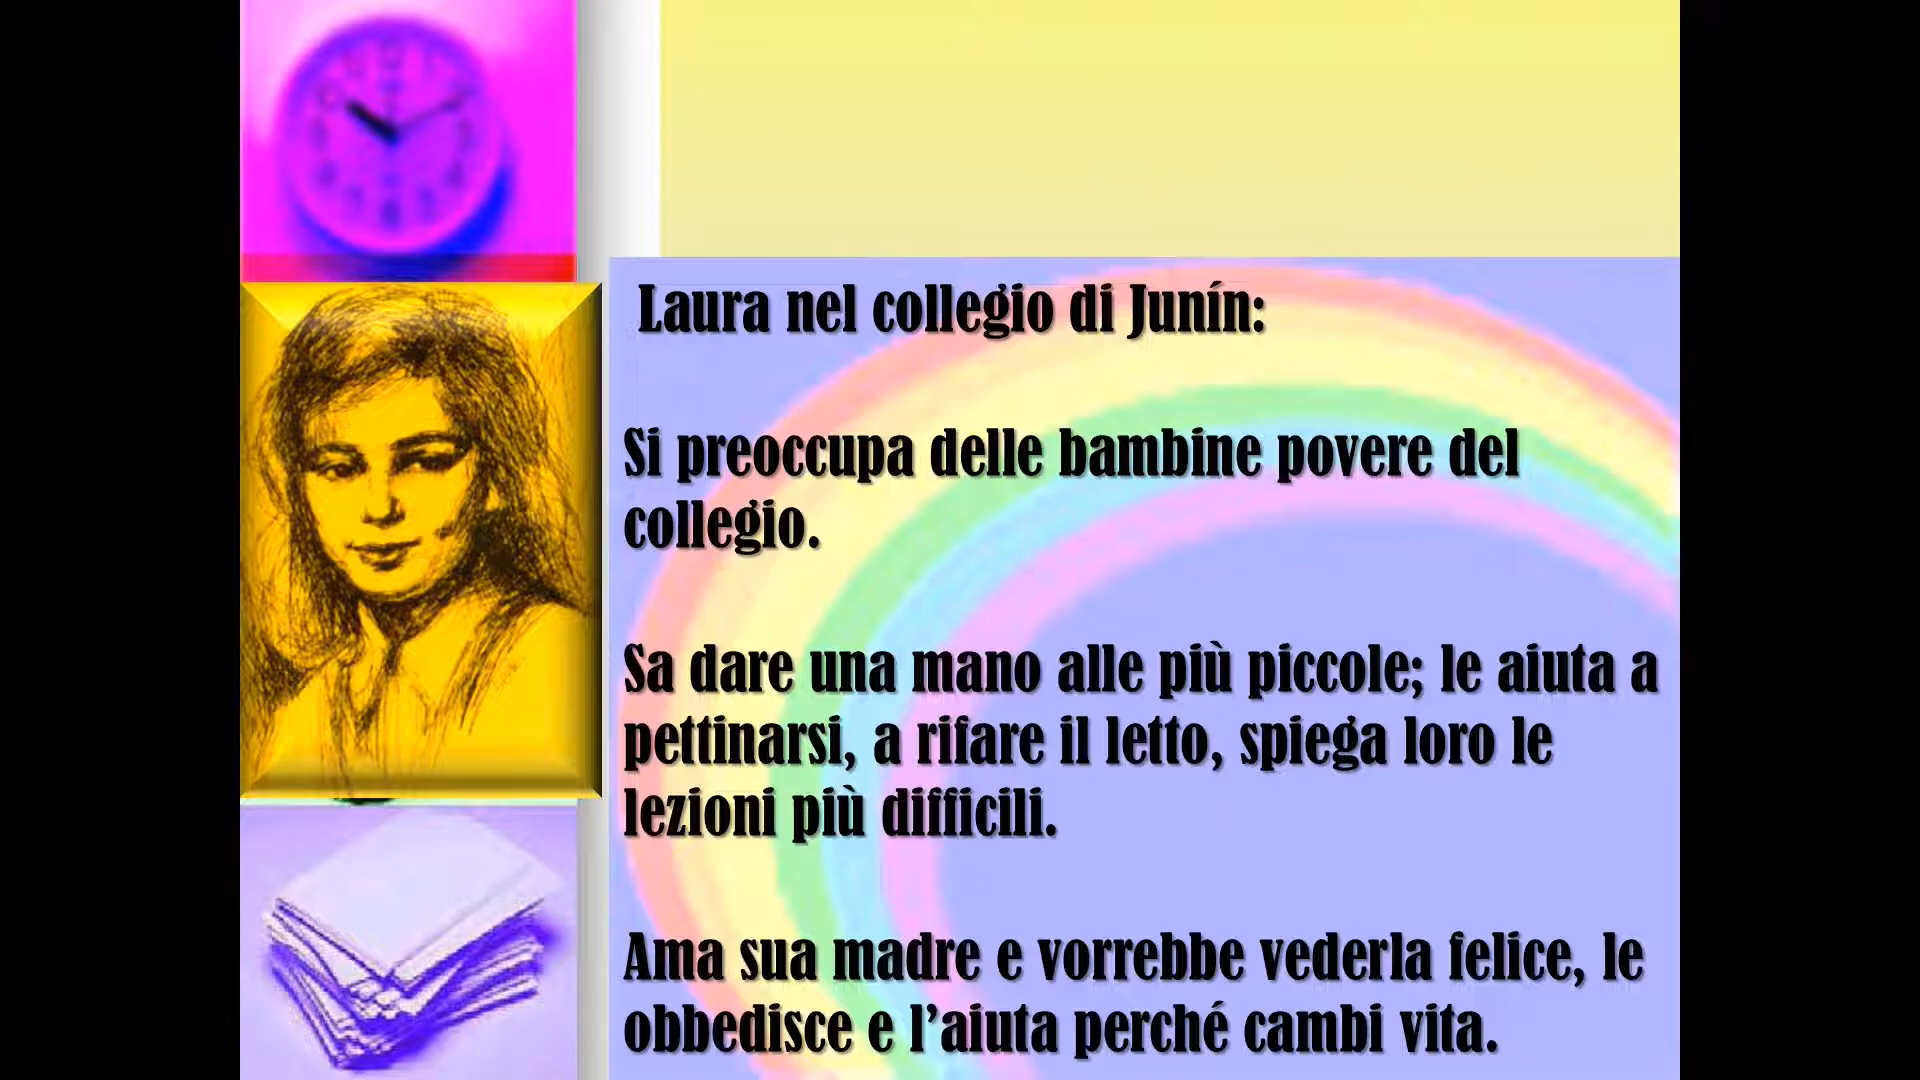 Laura nel collegio di Junín:
Si preoccupa delle bambine povere del
collegio.
Sa dare una mano alle più piccole; le aiuta a
pettinarsi, a rifare il letto, spiega loro le
lezioni più difficili.
Ama sua madre e vorrebbe vederla felice, le
obbedisce e l’aiuta perché cambi vita.